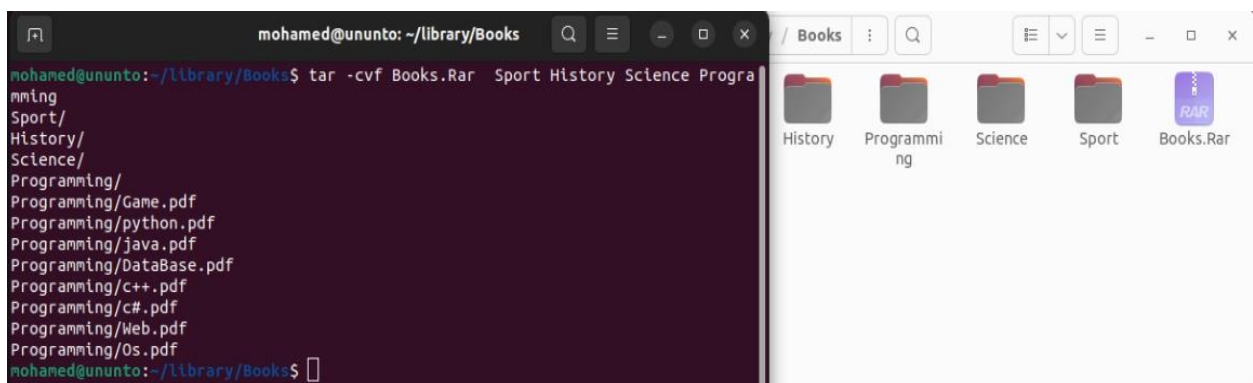 mohamed@ununto: ~/library/Books
mohamed@ununto:~/library/Books$ tar -cvf Books.Rar  Sport History Science Progra
mming
Sport/
History/
Science/
Programming/
Programming/Game.pdf
Programming/python.pdf
Programming/java.pdf
Programming/DataBase.pdf
Programming/c++.pdf
Programming/c#.pdf
Programming/Web.pdf
Programming/Os.pdf
mohamed@ununto:~/library/Books$
/ Books
RAR
History
Programmi
ng
Science
Sport
Books.Rar